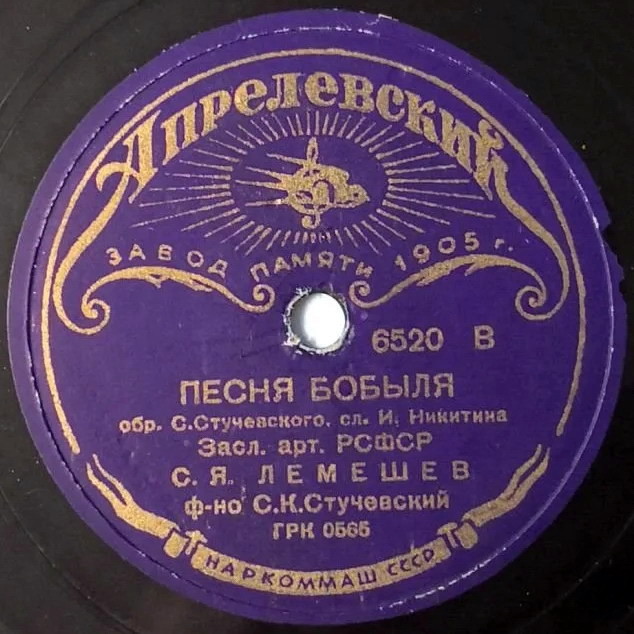 Апрелевский
ЗАВОД ПАМЯТИ 1905 г.
6520 В
ПЕСНЯ БОБЫЛЯ
обр. С.Стучевского, сл. И. Никитина
Засл. арт. РСФСР
С. Я. ЛЕМЕШЕВ
ф-но С.К.Стучевский
ГРК 0565
НАРКОММАШ СССР